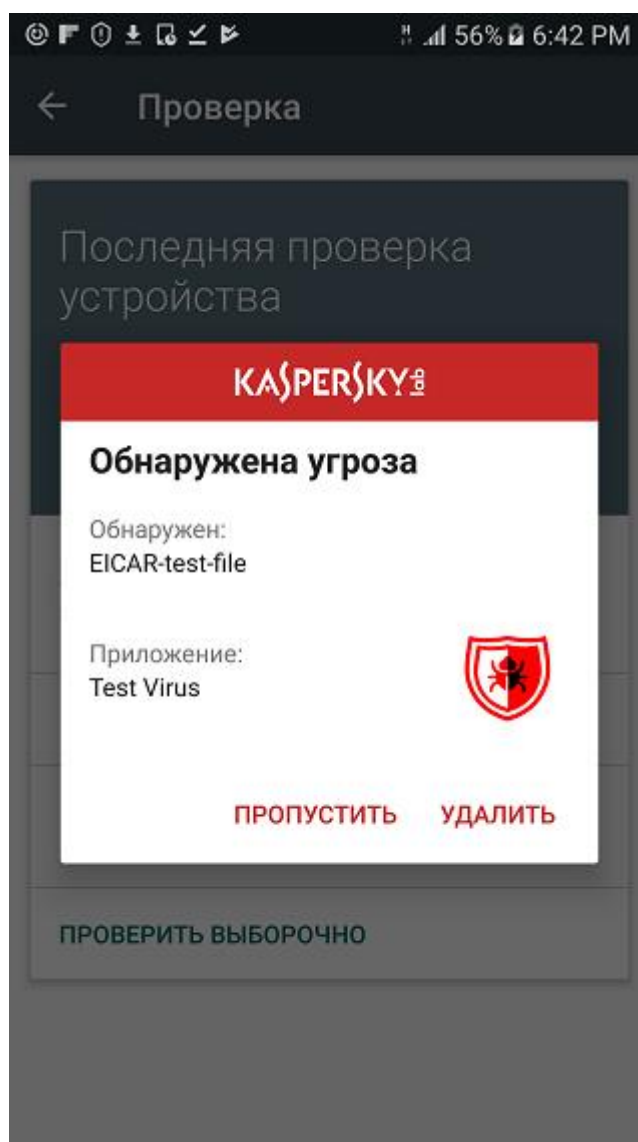 56% 6:42 PM
Проверка
Последняя проверка
устройства
KASPERSKY lab
Обнаружена угроза
Обнаружен:
EICAR-test-file
Приложение:
Test Virus
ПРОПУСТИТЬ УДАЛИТЬ
ПРОВЕРИТЬ ВЫБОРОЧНО